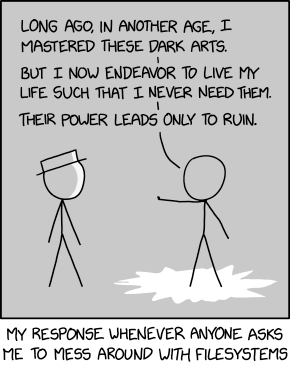 LONG AGO, IN ANOTHER AGE, I
MASTERED THESE DARK ARTS.
BUT I NOW ENDEAVOR TO LIVE MY
LIFE SUCH THAT I NEVER NEED THEM.
THEIR POWER LEADS ONLY TO RUIN.
MY RESPONSE WHENEVER ANYONE ASKS
ME TO MESS AROUND WITH FILESYSTEMS